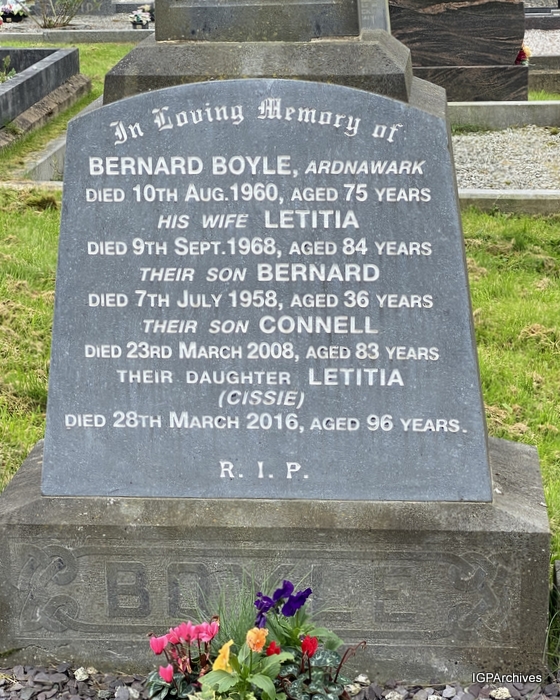 In Loving Memory of
BERNARD BOYLE, ARDNAWARK
DIED 10TH AUG.1960, AGED 75 YEARS
HIS WIFE LETITIA
DIED 9TH SEPT.1968, AGED 84 YEARS
THEIR SON BERNARD
DIED 7TH JULY 1958, AGED 36 YEARS
THEIR SON CONNELL
DIED 23RD MARCH 2008, AGED 83 YEARS
THEIR DAUGHTER LETITIA
(CISSIE)
DIED 28TH MARCH 2016, AGED 96 YEARS.
R. I. P.
BOYLE
IGPArchives